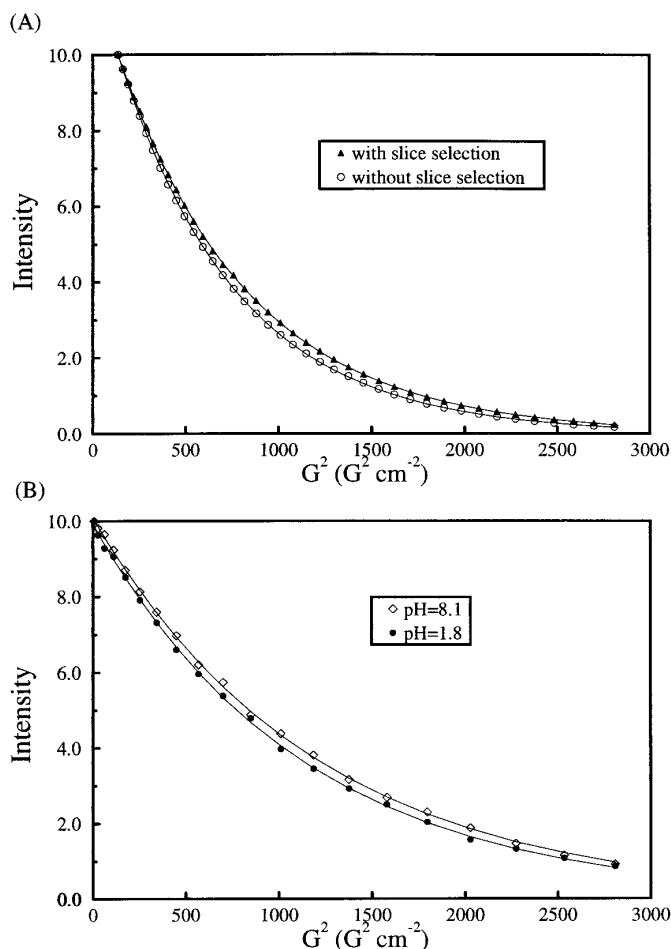 (A)
10.0
8.0
6.0
4.0
2.0
0.0
Intensity
▲ with slice selection
○ without slice selection
0 500 1000 1500 2000 2500 3000
G² (G² cm⁻²)
(B)
10.0
8.0
6.0
4.0
2.0
0.0
Intensity
◇ pH=8.1
● pH=1.8
0 500 1000 1500 2000 2500 3000
G² (G² cm⁻²)